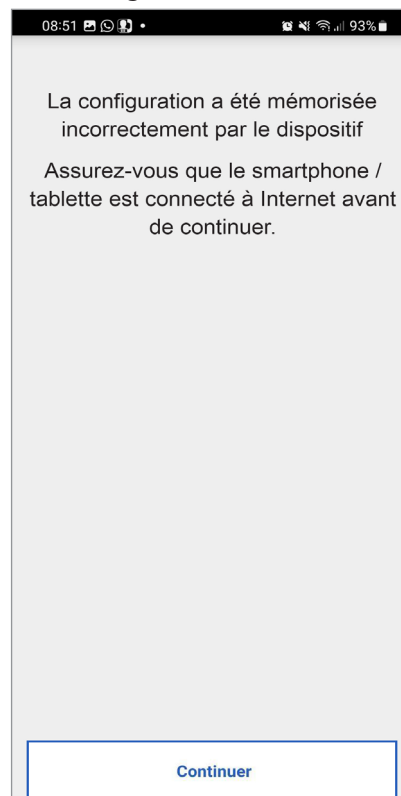 08:51
93%
La configuration a été mémorisée
incorrectement par le dispositif
Assurez-vous que le smartphone /
tablette est connecté à Internet avant
de continuer.
Continuer